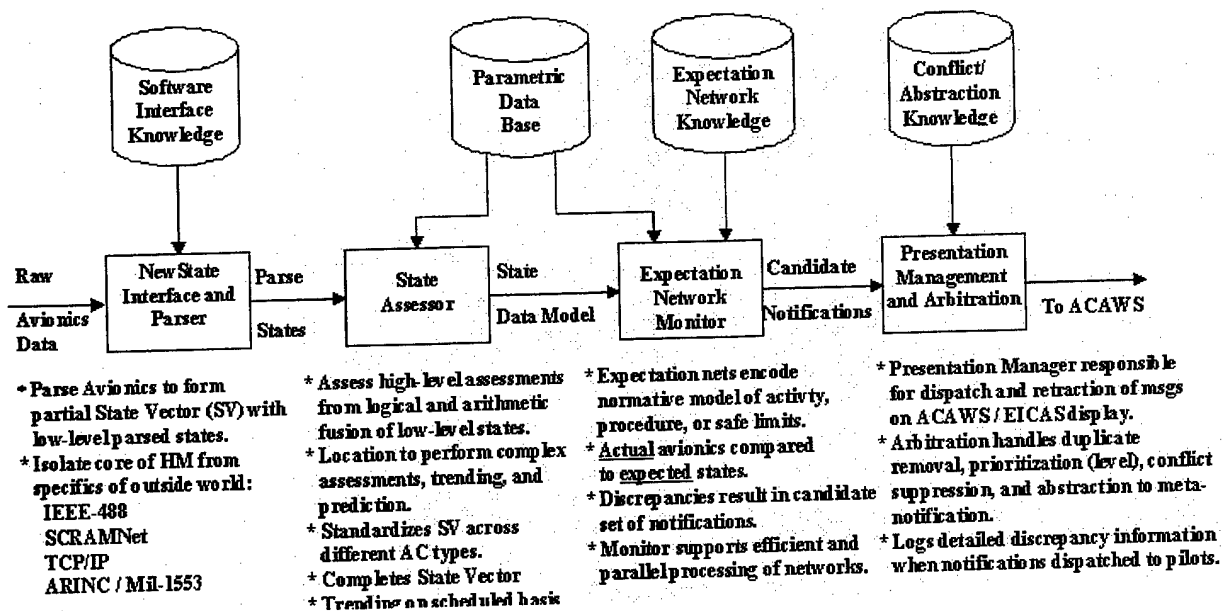 Software
Interface
Knowledge
Parametric
Data
Base
Expectation
Network
Knowledge
Conflict/
Abstraction
Knowledge
Raw
Avionics
Data
New State
Interface and
Parser
Parse
States
State
Assessor
State
Data Model
Expectation
Network
Monitor
Candidate
Notifications
Presentation
Management
and Arbitration
To ACAWS
* Parse Avionics to form
partial State Vector (SV) with
low-level parsed states.
* Isolate core of HM from
specifics of outside world:
IEEE-488
SCRAMNet
TCP/IP
ARINC / Mil-1553
* Assess high-level assessments
from logical and arithmetic
fusion of low-level states.
* Location to perform complex
assessments, trending, and
prediction.
* Standardizes SV across
different AC types.
* Completes State Vector
* Trending on scheduled basis
* Expectation nets encode
normative model of activty,
procedure, or safe limits.
* Actual avionics compared
to expected states.
* Discrepancies result in candidate
set of notifications.
* Monitor supports efficient and
parallel processing of networks.
* Presentation Manager responsible
for dispatch and retraction of msgs
on ACAWS / EICAS display.
* Arbitration handles duplicate
removal, prioritization (level), conflict
suppression, and abstraction to meta-
notification.
* Logs detailed discrepancy information
when notifications dispatched to pilots.